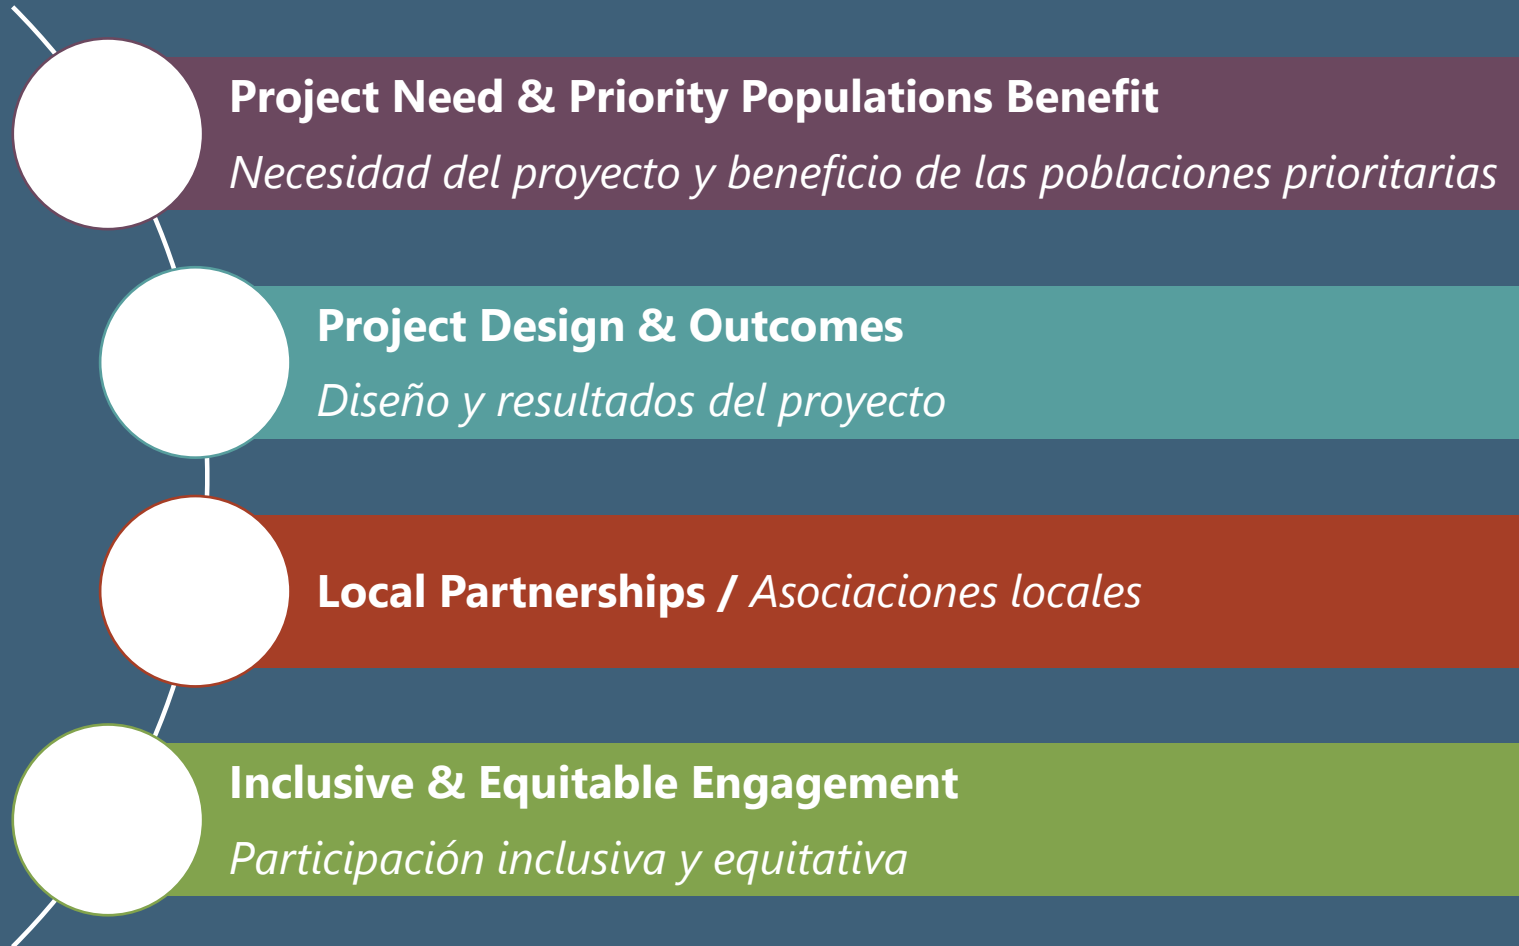 Project Need & Priority Populations Benefit
Necesidad del proyecto y beneficio de las poblaciones prioritarias
Project Design & Outcomes
Diseño y resultados del proyecto
Local Partnerships / Asociaciones locales
Inclusive & Equitable Engagement
Participación inclusiva y equitativa